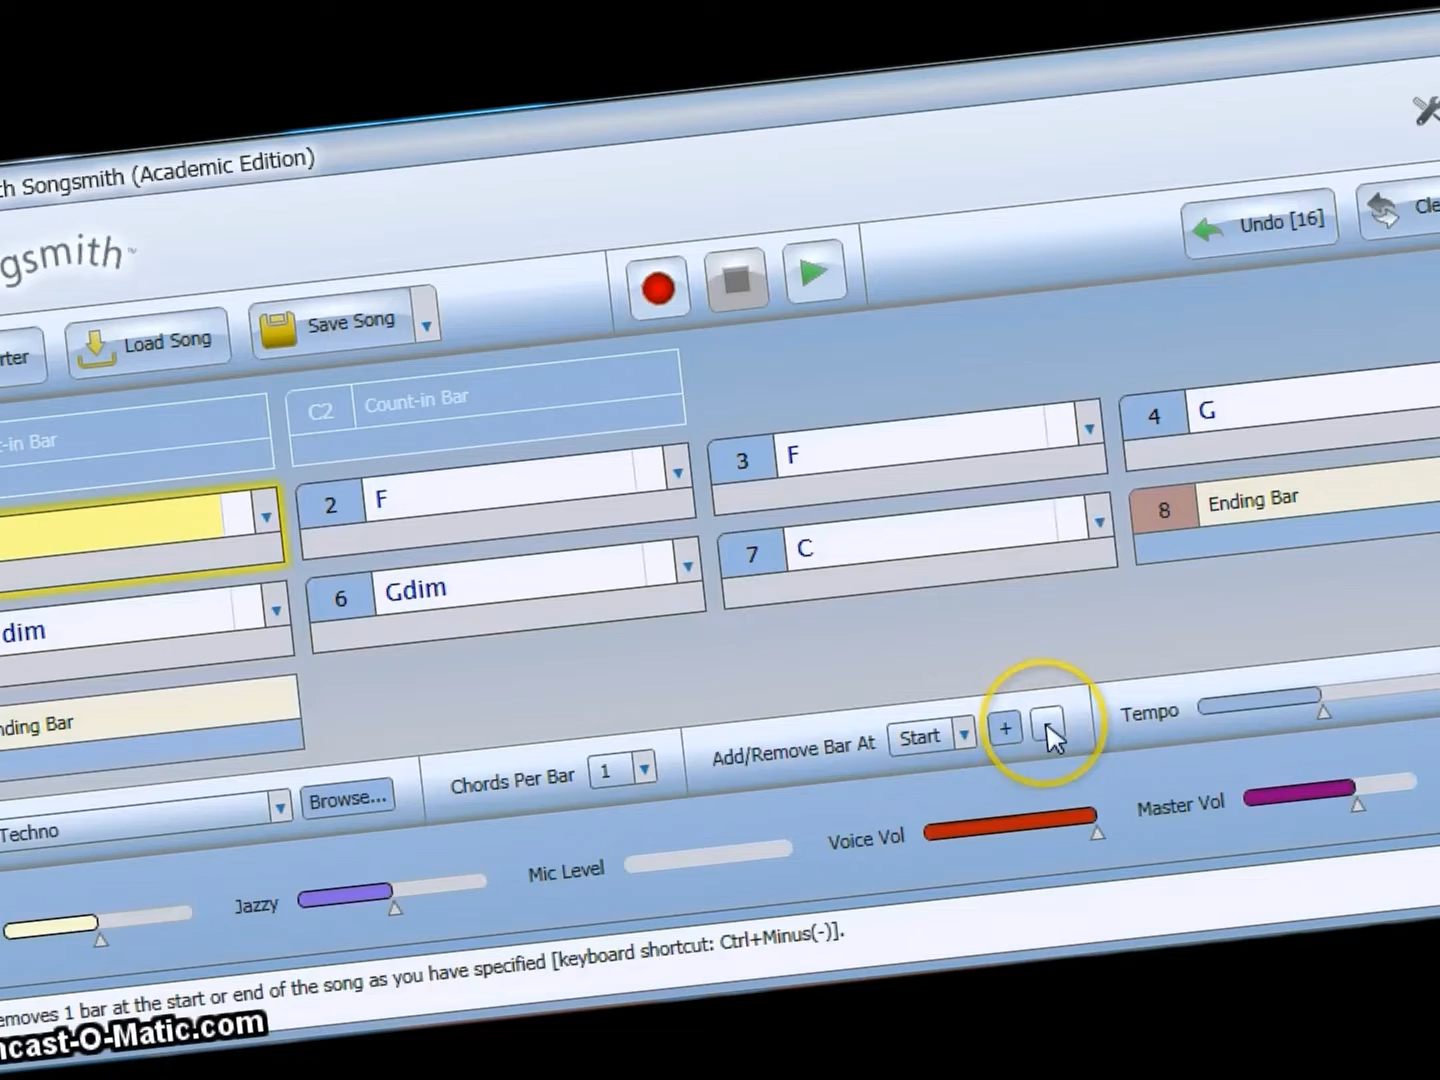 th Songsmith (Academic Edition)
gsmith™
Undo [16]
Cle
rter
Load Song
Save Song
-in Bar
C2 Count-in Bar
2 F
3 F
4 G
dim
6 Gdim
7 C
8 Ending Bar
nding Bar
Techno
Browse...
Chords Per Bar 1
Add/Remove Bar At Start +
Tempo
Jazzy
Mic Level
Voice Vol
Master Vol
emoves 1 bar at the start or end of the song as you have specified [keyboard shortcut: Ctrl+Minus(-)].
ncast-O-Matic.com